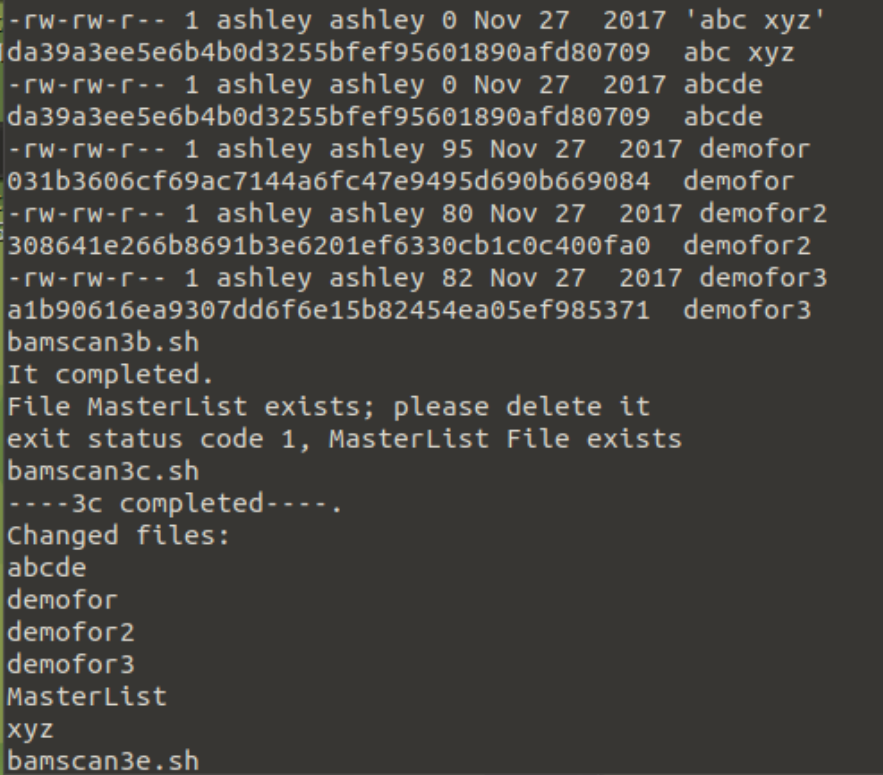 -rw-rw-r-- 1 ashley ashley 0 Nov 27  2017 'abc xyz'
da39a3ee5e6b4b0d3255bfef95601890afd80709  abc xyz
-rw-rw-r-- 1 ashley ashley 0 Nov 27  2017 abcde
da39a3ee5e6b4b0d3255bfef95601890afd80709  abcde
-rw-rw-r-- 1 ashley ashley 95 Nov 27  2017 demofor
031b3606cf69ac7144a6fc47e9495d690b669084  demofor
-rw-rw-r-- 1 ashley ashley 80 Nov 27  2017 demofor2
308641e266b8691b3e6201ef6330cb1c0c400fa0  demofor2
-rw-rw-r-- 1 ashley ashley 82 Nov 27  2017 demofor3
a1b90616ea9307dd6f6e15b82454ea05ef985371  demofor3
bamscan3b.sh
It completed.
File MasterList exists; please delete it
exit status code 1, MasterList File exists
bamscan3c.sh
----3c completed----.
Changed files:
abcde
demofor
demofor2
demofor3
MasterList
xyz
bamscan3e.sh